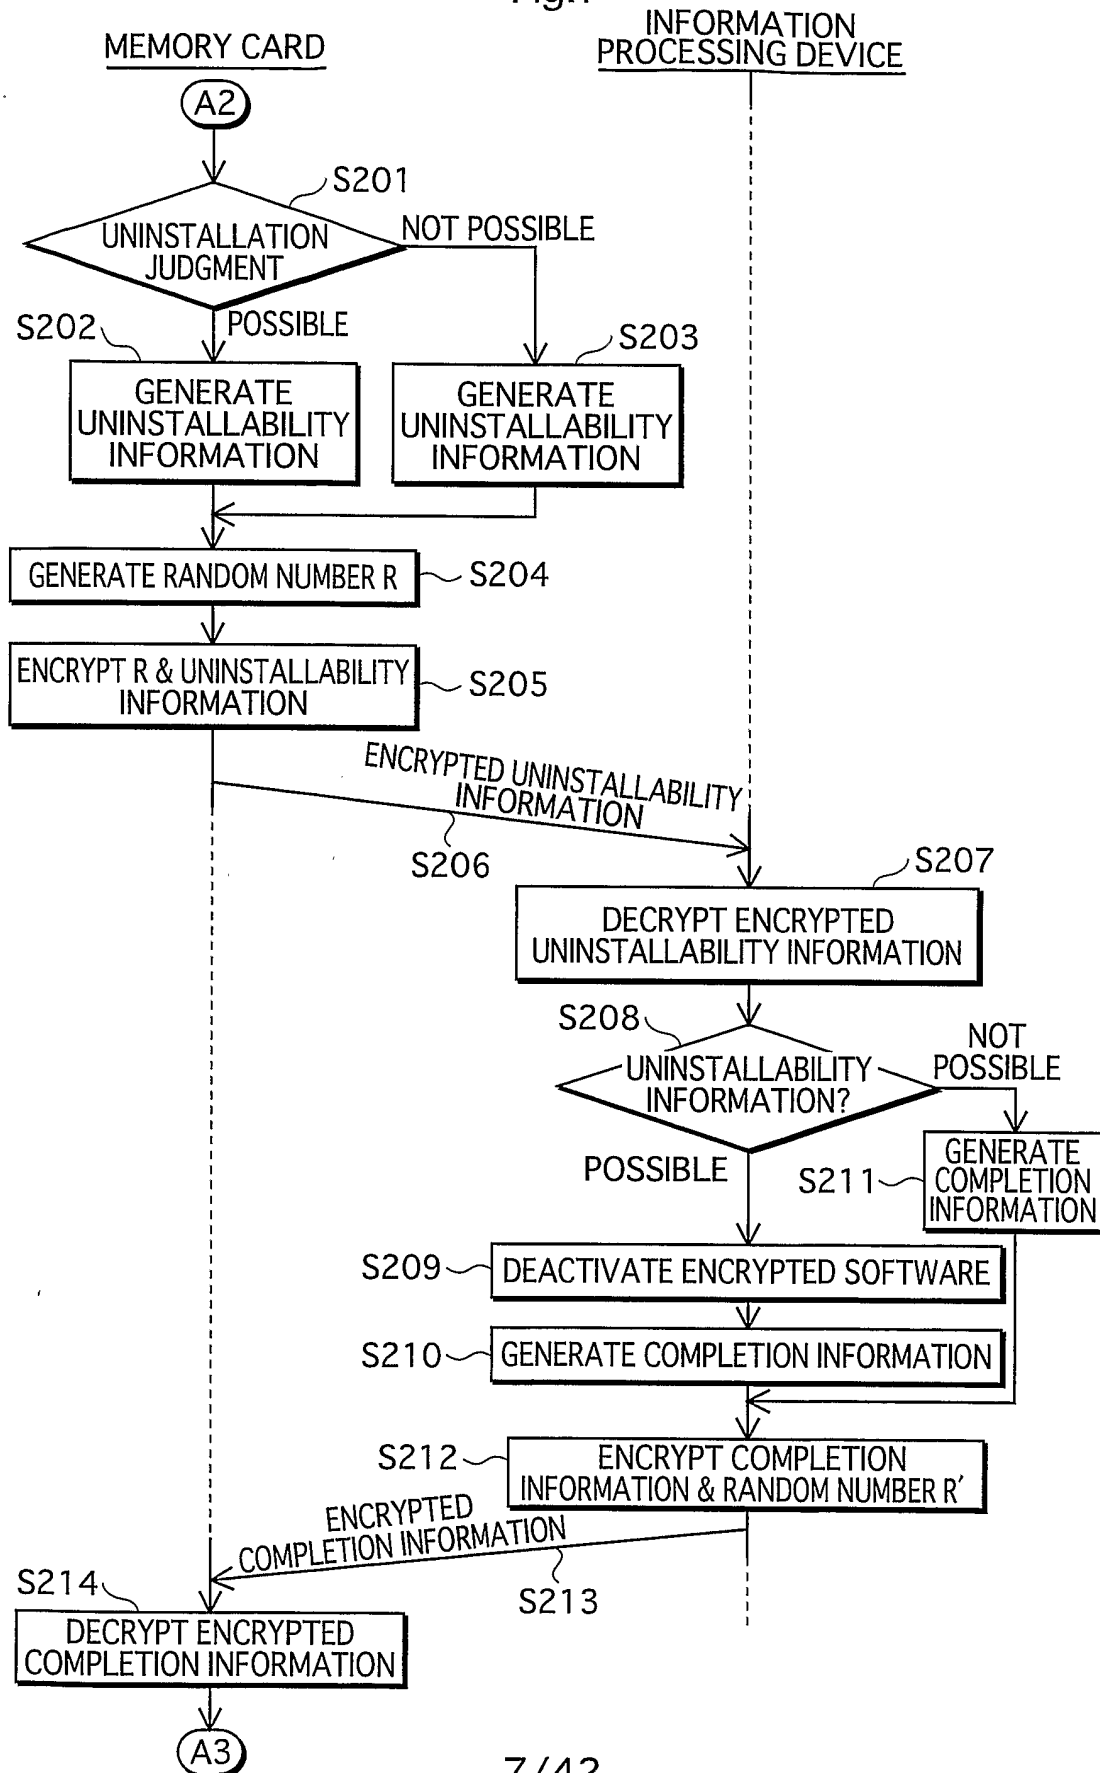 MEMORY CARD
INFORMATION
PROCESSING DEVICE
A2
S201
UNINSTALLATION
JUDGMENT
NOT POSSIBLE
POSSIBLE
S202
GENERATE
UNINSTALLABILITY
INFORMATION
S203
GENERATE
UNINSTALLABILITY
INFORMATION
GENERATE RANDOM NUMBER R
S204
ENCRYPT R & UNINSTALLABILITY
INFORMATION
S205
ENCRYPTED UNINSTALLABILITY
INFORMATION
S206
S207
DECRYPT ENCRYPTED
UNINSTALLABILITY INFORMATION
S208
UNINSTALLABILITY
INFORMATION?
NOT
POSSIBLE
POSSIBLE
S211
GENERATE
COMPLETION
INFORMATION
S209
DEACTIVATE ENCRYPTED SOFTWARE
S210
GENERATE COMPLETION INFORMATION
S212
ENCRYPT COMPLETION
INFORMATION & RANDOM NUMBER R'
ENCRYPTED
COMPLETION INFORMATION
S213
S214
DECRYPT ENCRYPTED
COMPLETION INFORMATION
A3
7/42